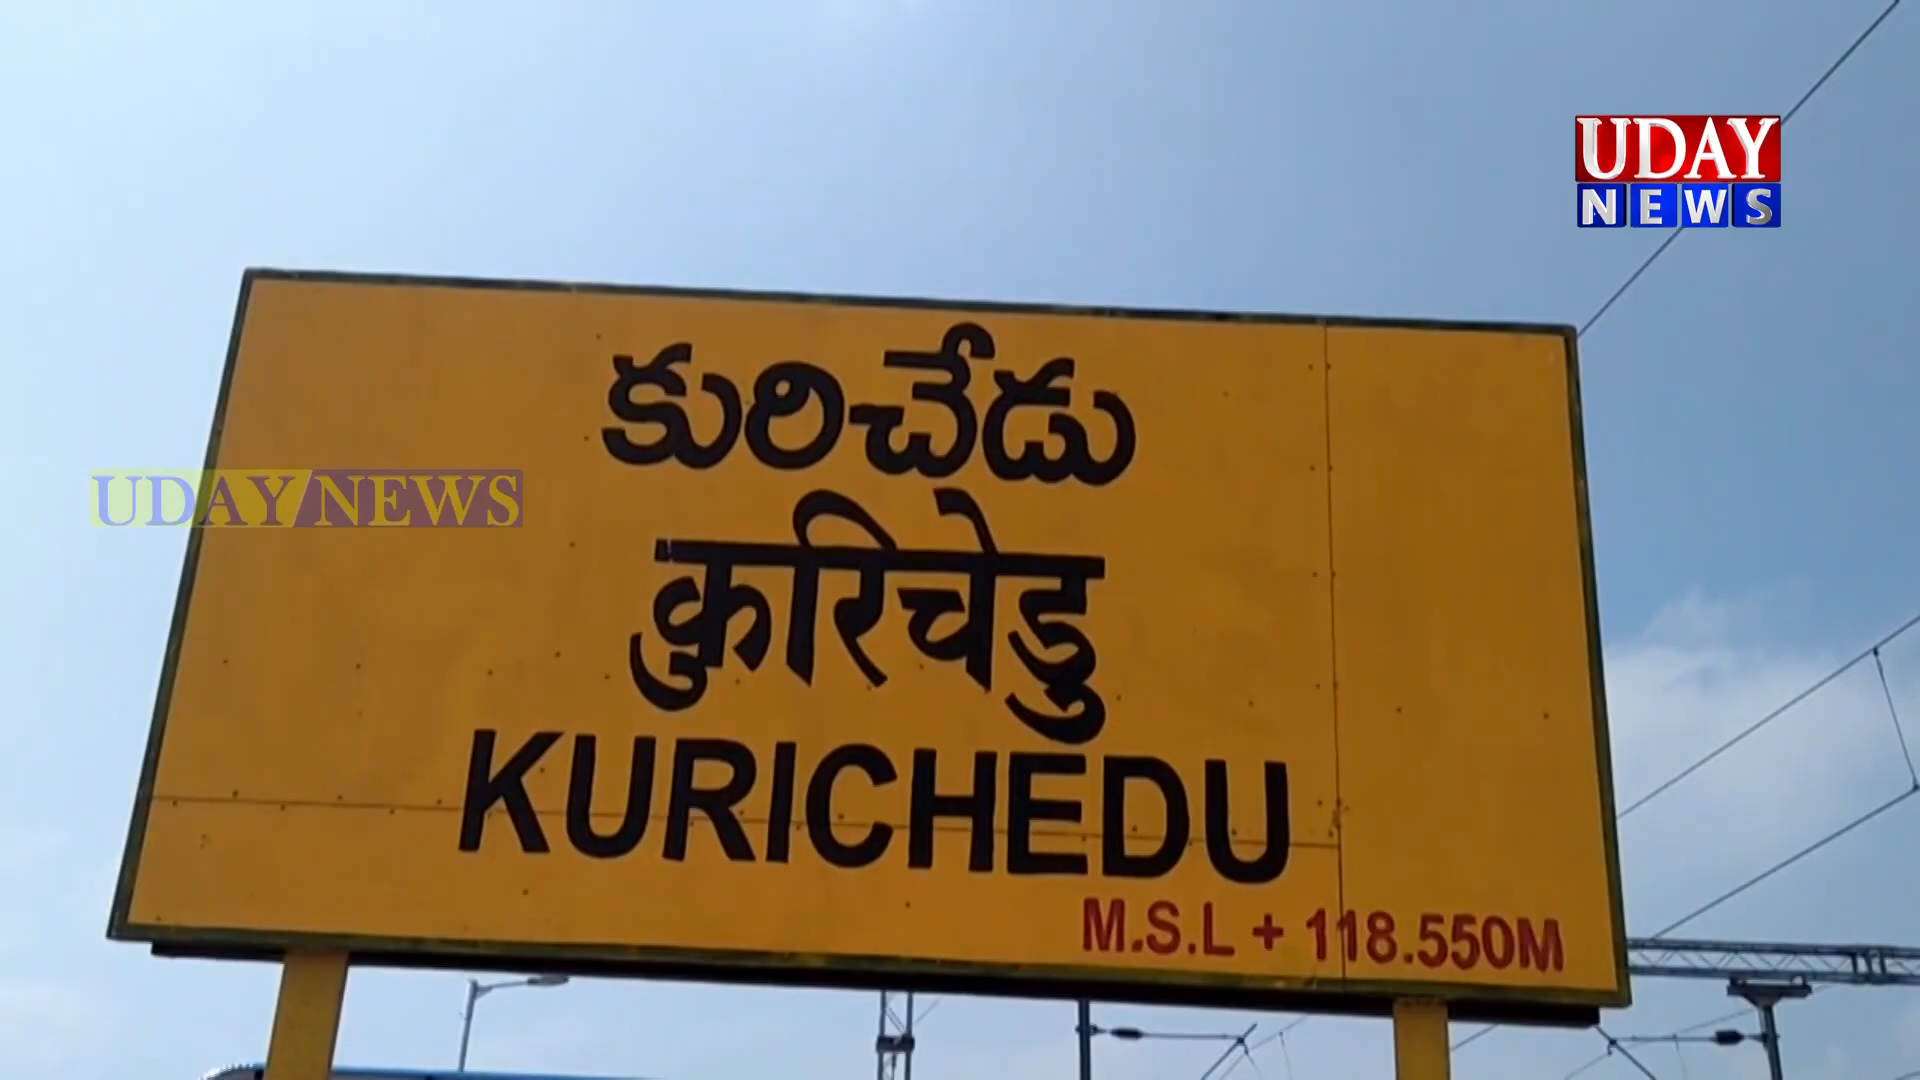 UDAY
NEWS
కురిచేడు
UDAY NEWS
कुरिचेडु
KURICHEDU
M.S.L + 118.550M